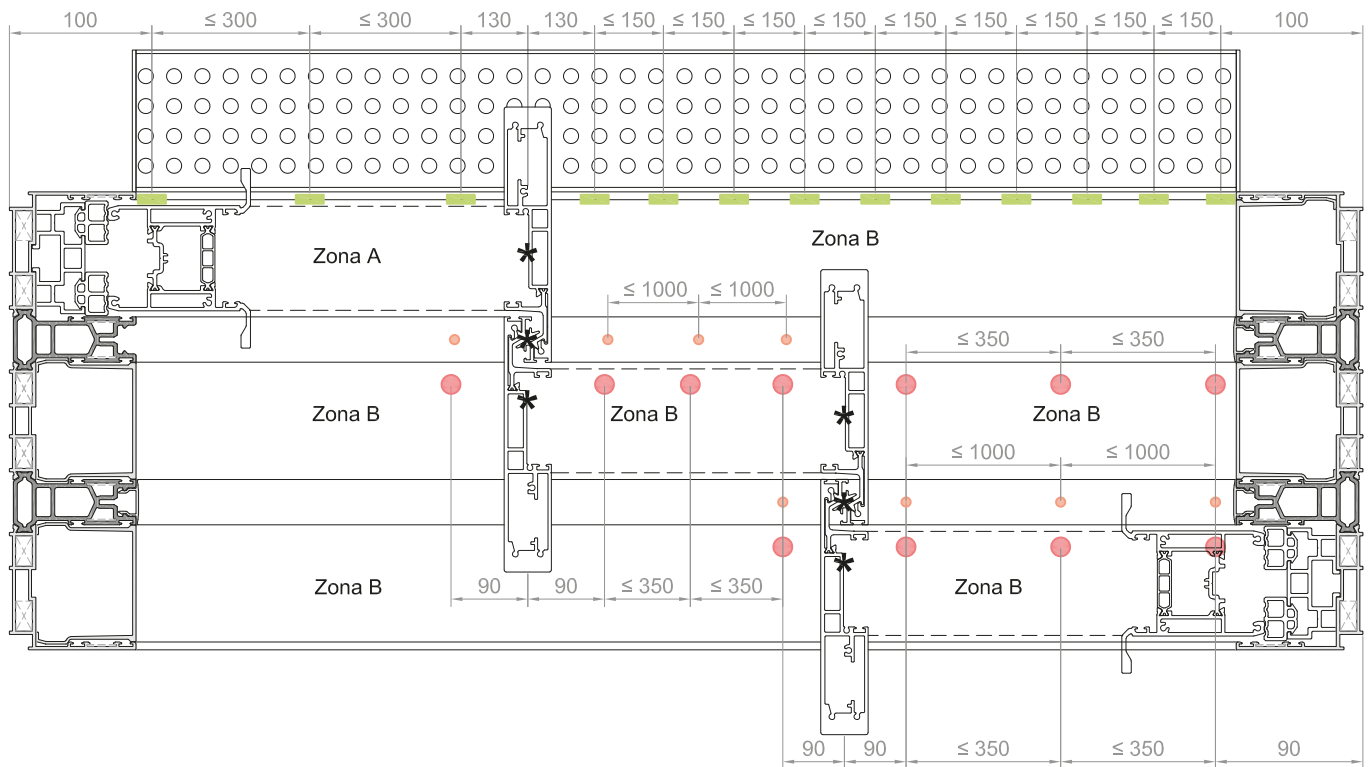 100 ≤ 300 ≤ 300 130 130 ≤ 150 ≤ 150 ≤ 150 ≤ 150 ≤ 150 ≤ 150 ≤ 150 ≤ 150 ≤ 150 100
Zona B
Zona A
≤ 1000 ≤ 1000
≤ 350 ≤ 350
Zona B Zona B Zona B
≤ 1000 ≤ 1000
Zona B 90 90 ≤ 350 ≤ 350 Zona B
90 90 ≤ 350 ≤ 350 90